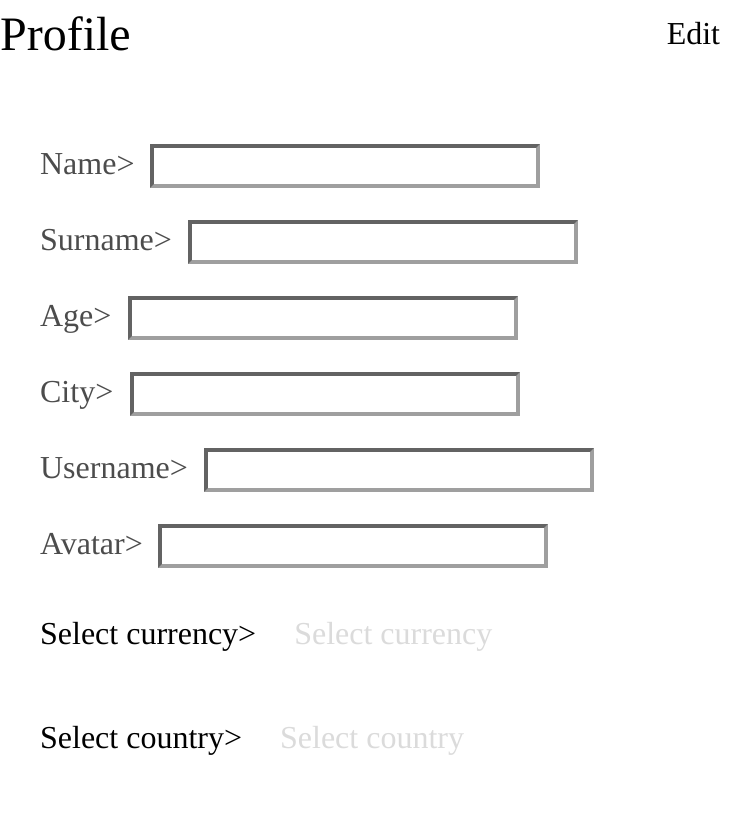 Profile Edit
Name>
Surname>
Age>
City>
Username>
Avatar>
Select currency> Select currency
Select country> Select country